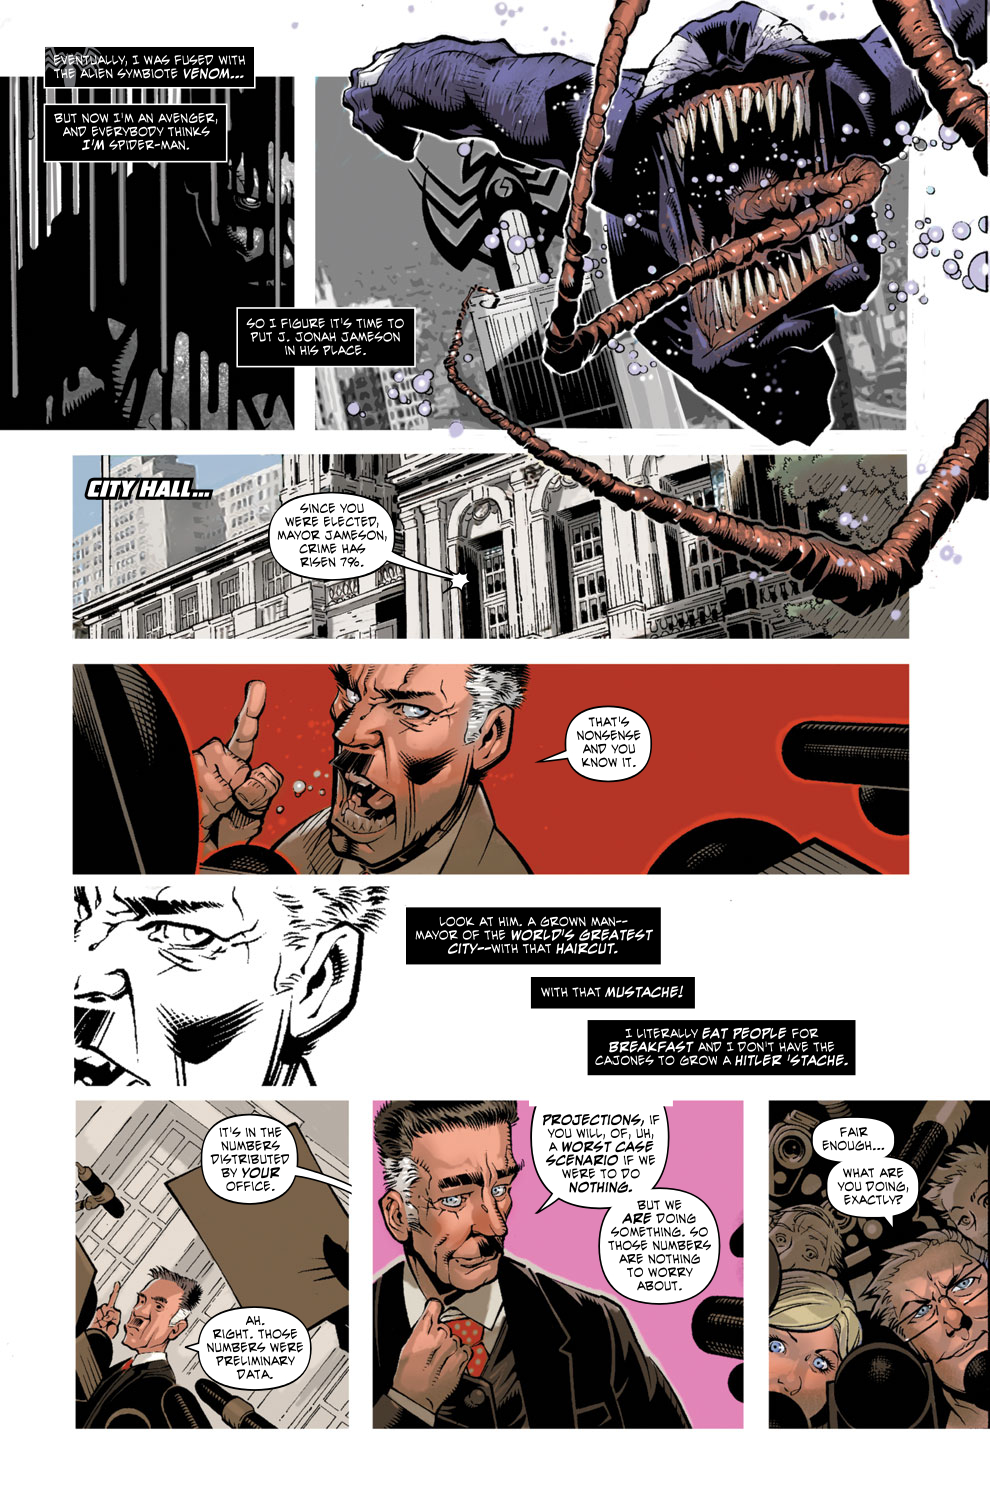 EVENTUALLY, I WAS FUSED WITH
THE ALIEN SYMBIOTE VENOM...
BUT NOW I'M AN AVENGER,
AND EVERYBODY THINKS
I'M SPIDER-MAN.
SO I FIGURE IT'S TIME TO
PUT J. JONAH JAMESON
IN HIS PLACE.
CITY HALL...
SINCE YOU
WERE ELECTED,
MAYOR JAMESON,
CRIME HAS
RISEN 7%.
THAT'S
NONSENSE
AND YOU
KNOW IT.
LOOK AT HIM. A GROWN MAN--
MAYOR OF THE WORLD'S GREATEST
CITY--WITH THAT HAIRCUT.
WITH THAT MUSTACHE!
I LITERALLY EAT PEOPLE FOR
BREAKFAST AND I DON'T HAVE THE
CAJONES TO GROW A HITLER 'STACHE.
IT'S IN THE
NUMBERS
DISTRIBUTED
BY YOUR
OFFICE.
AH.
RIGHT. THOSE
NUMBERS WERE
PRELIMINARY
DATA.
PROJECTIONS, IF
YOU WILL, OF, UH,
A WORST CASE
SCENARIO IF WE
WERE TO DO
NOTHING.
BUT WE
ARE DOING
SOMETHING. SO
THOSE NUMBERS
ARE NOTHING
TO WORRY
ABOUT.
FAIR
ENOUGH...
WHAT ARE
YOU DOING,
EXACTLY?